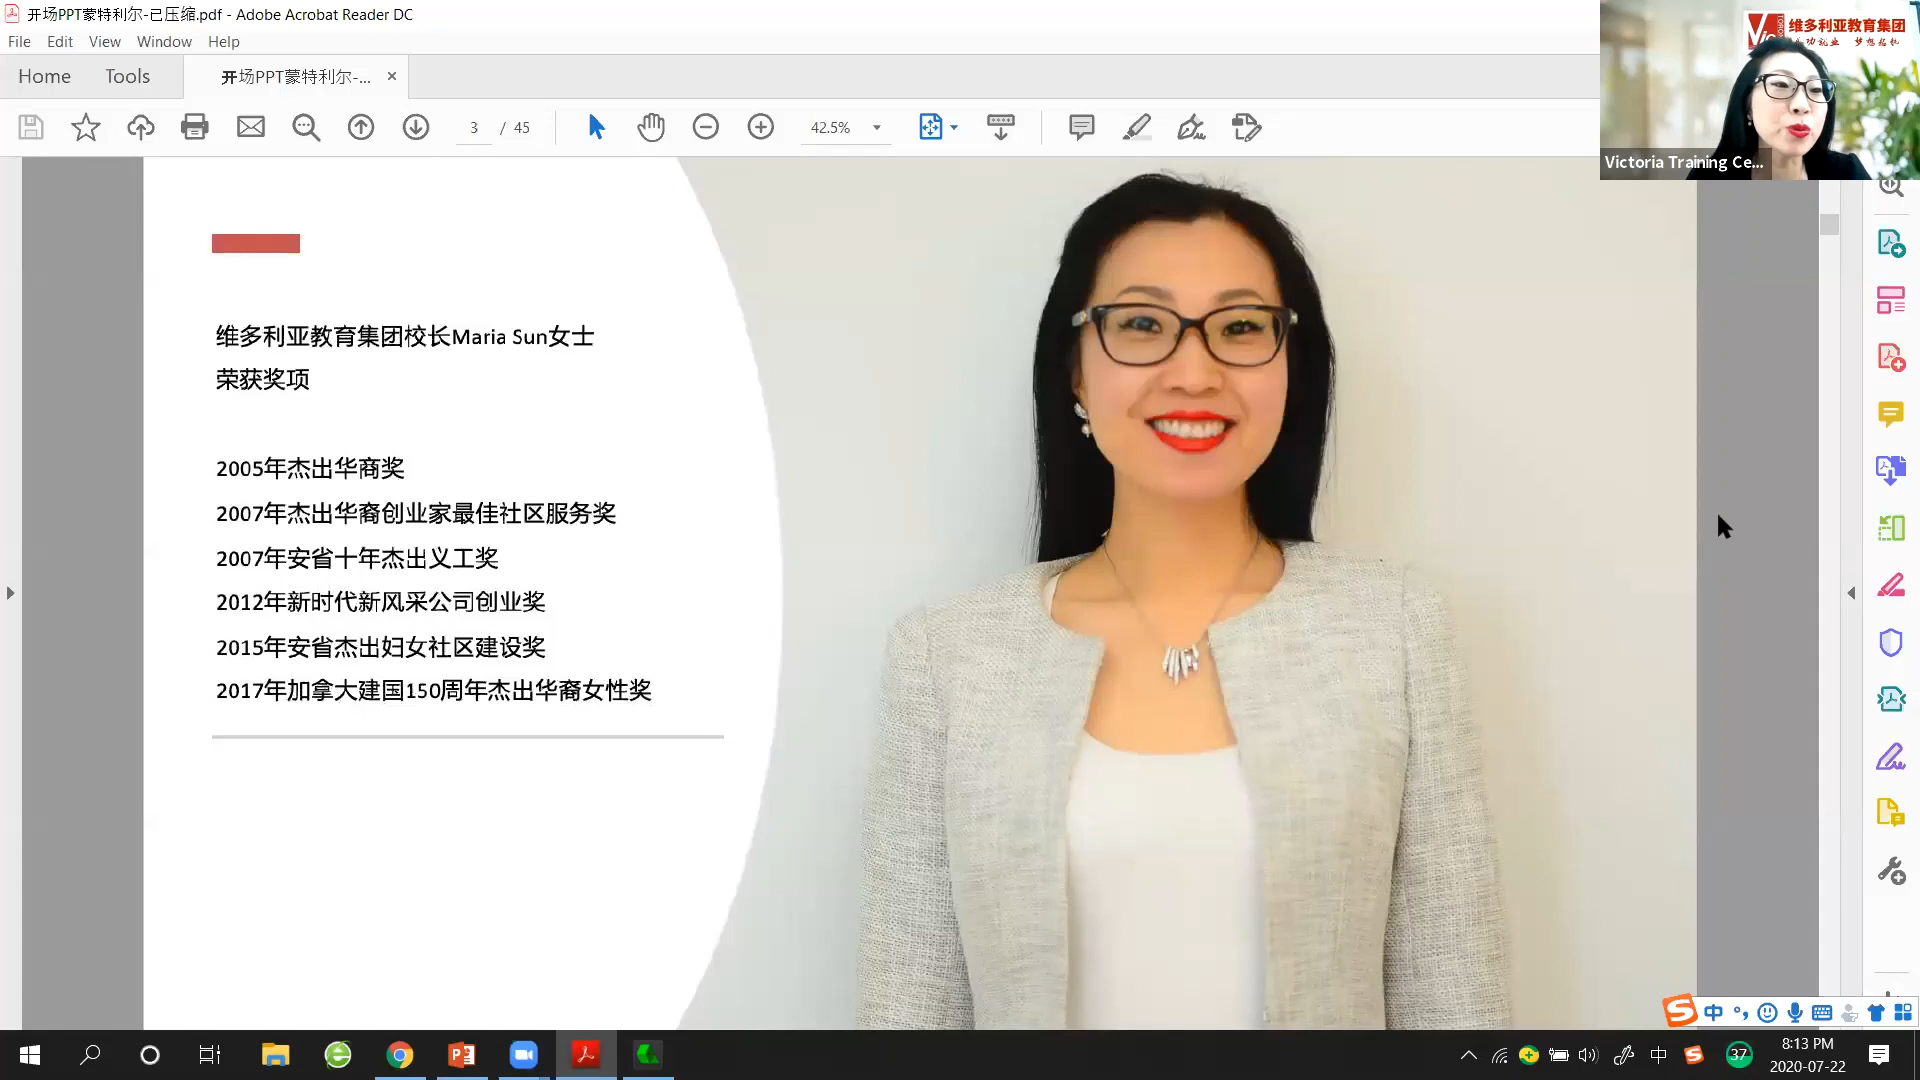 开场PPT蒙特利尔-已压缩.pdf - Adobe Acrobat Reader DC
File Edit View Window Help
Home Tools 开场PPT蒙特利尔-... ×
3 / 45 42.5%
维多利亚教育集团
Victoria Training Ce...
维多利亚教育集团校长Maria Sun女士
荣获奖项
2005年杰出华商奖
2007年杰出华裔创业家最佳社区服务奖
2007年安省十年杰出义工奖
2012年新时代新风采公司创业奖
2015年安省杰出妇女社区建设奖
2017年加拿大建国150周年杰出华裔女性奖
中
中 37 8:13 PM
2020-07-22